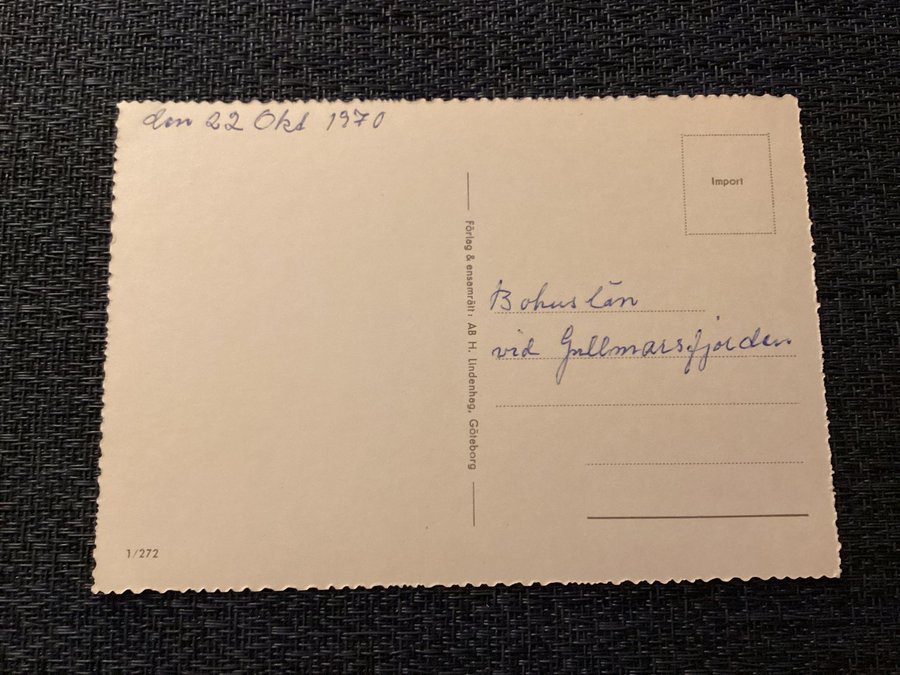 den 22 Okt 1970
Import
Förlag & ensamrätt: AB H. Lindenhag, Göteborg
Bohuslän
vid Gullmarsfjorden
1/272